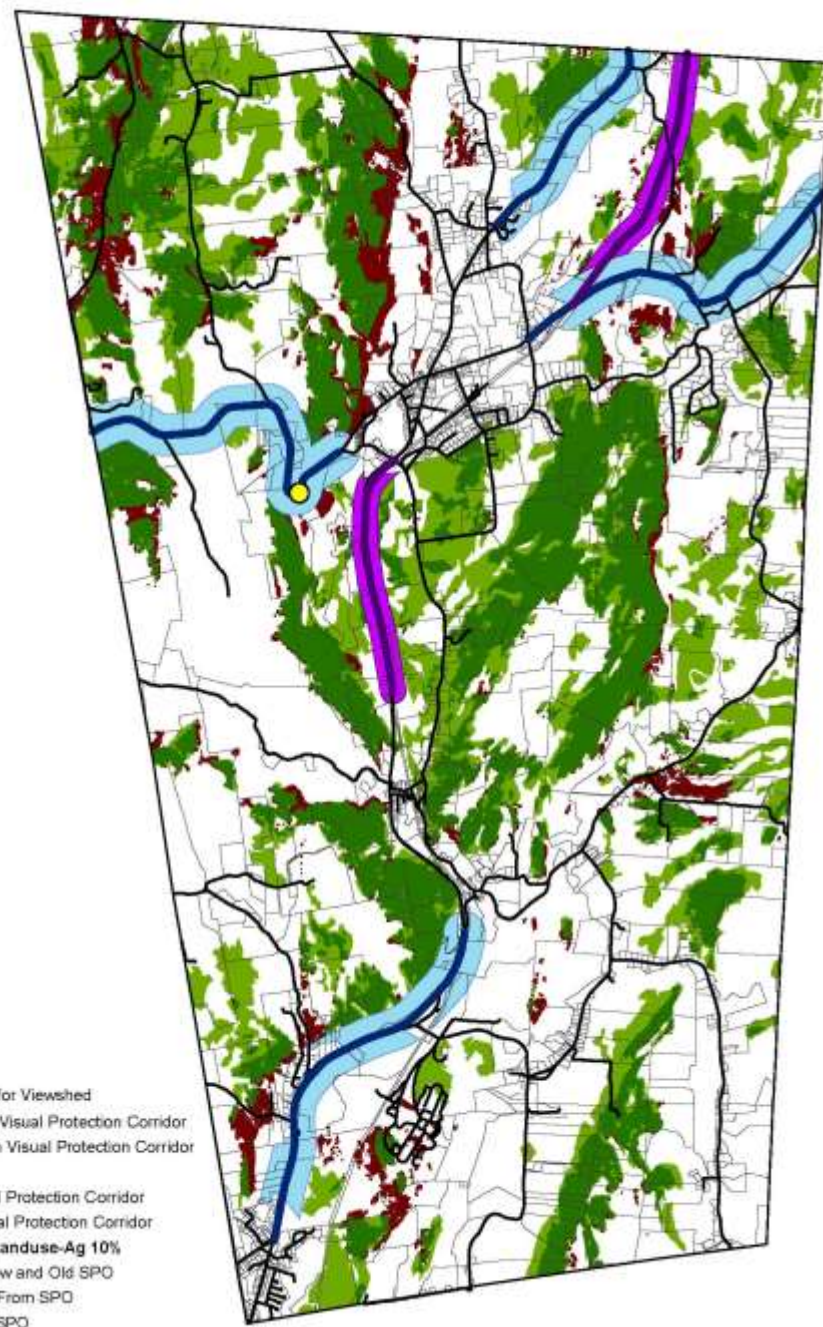 for Viewshed
Visual Protection Corridor
Visual Protection Corridor
Protection Corridor
al Protection Corridor
anduse-Ag 10%
w and Old SPO
From SPO
SPO